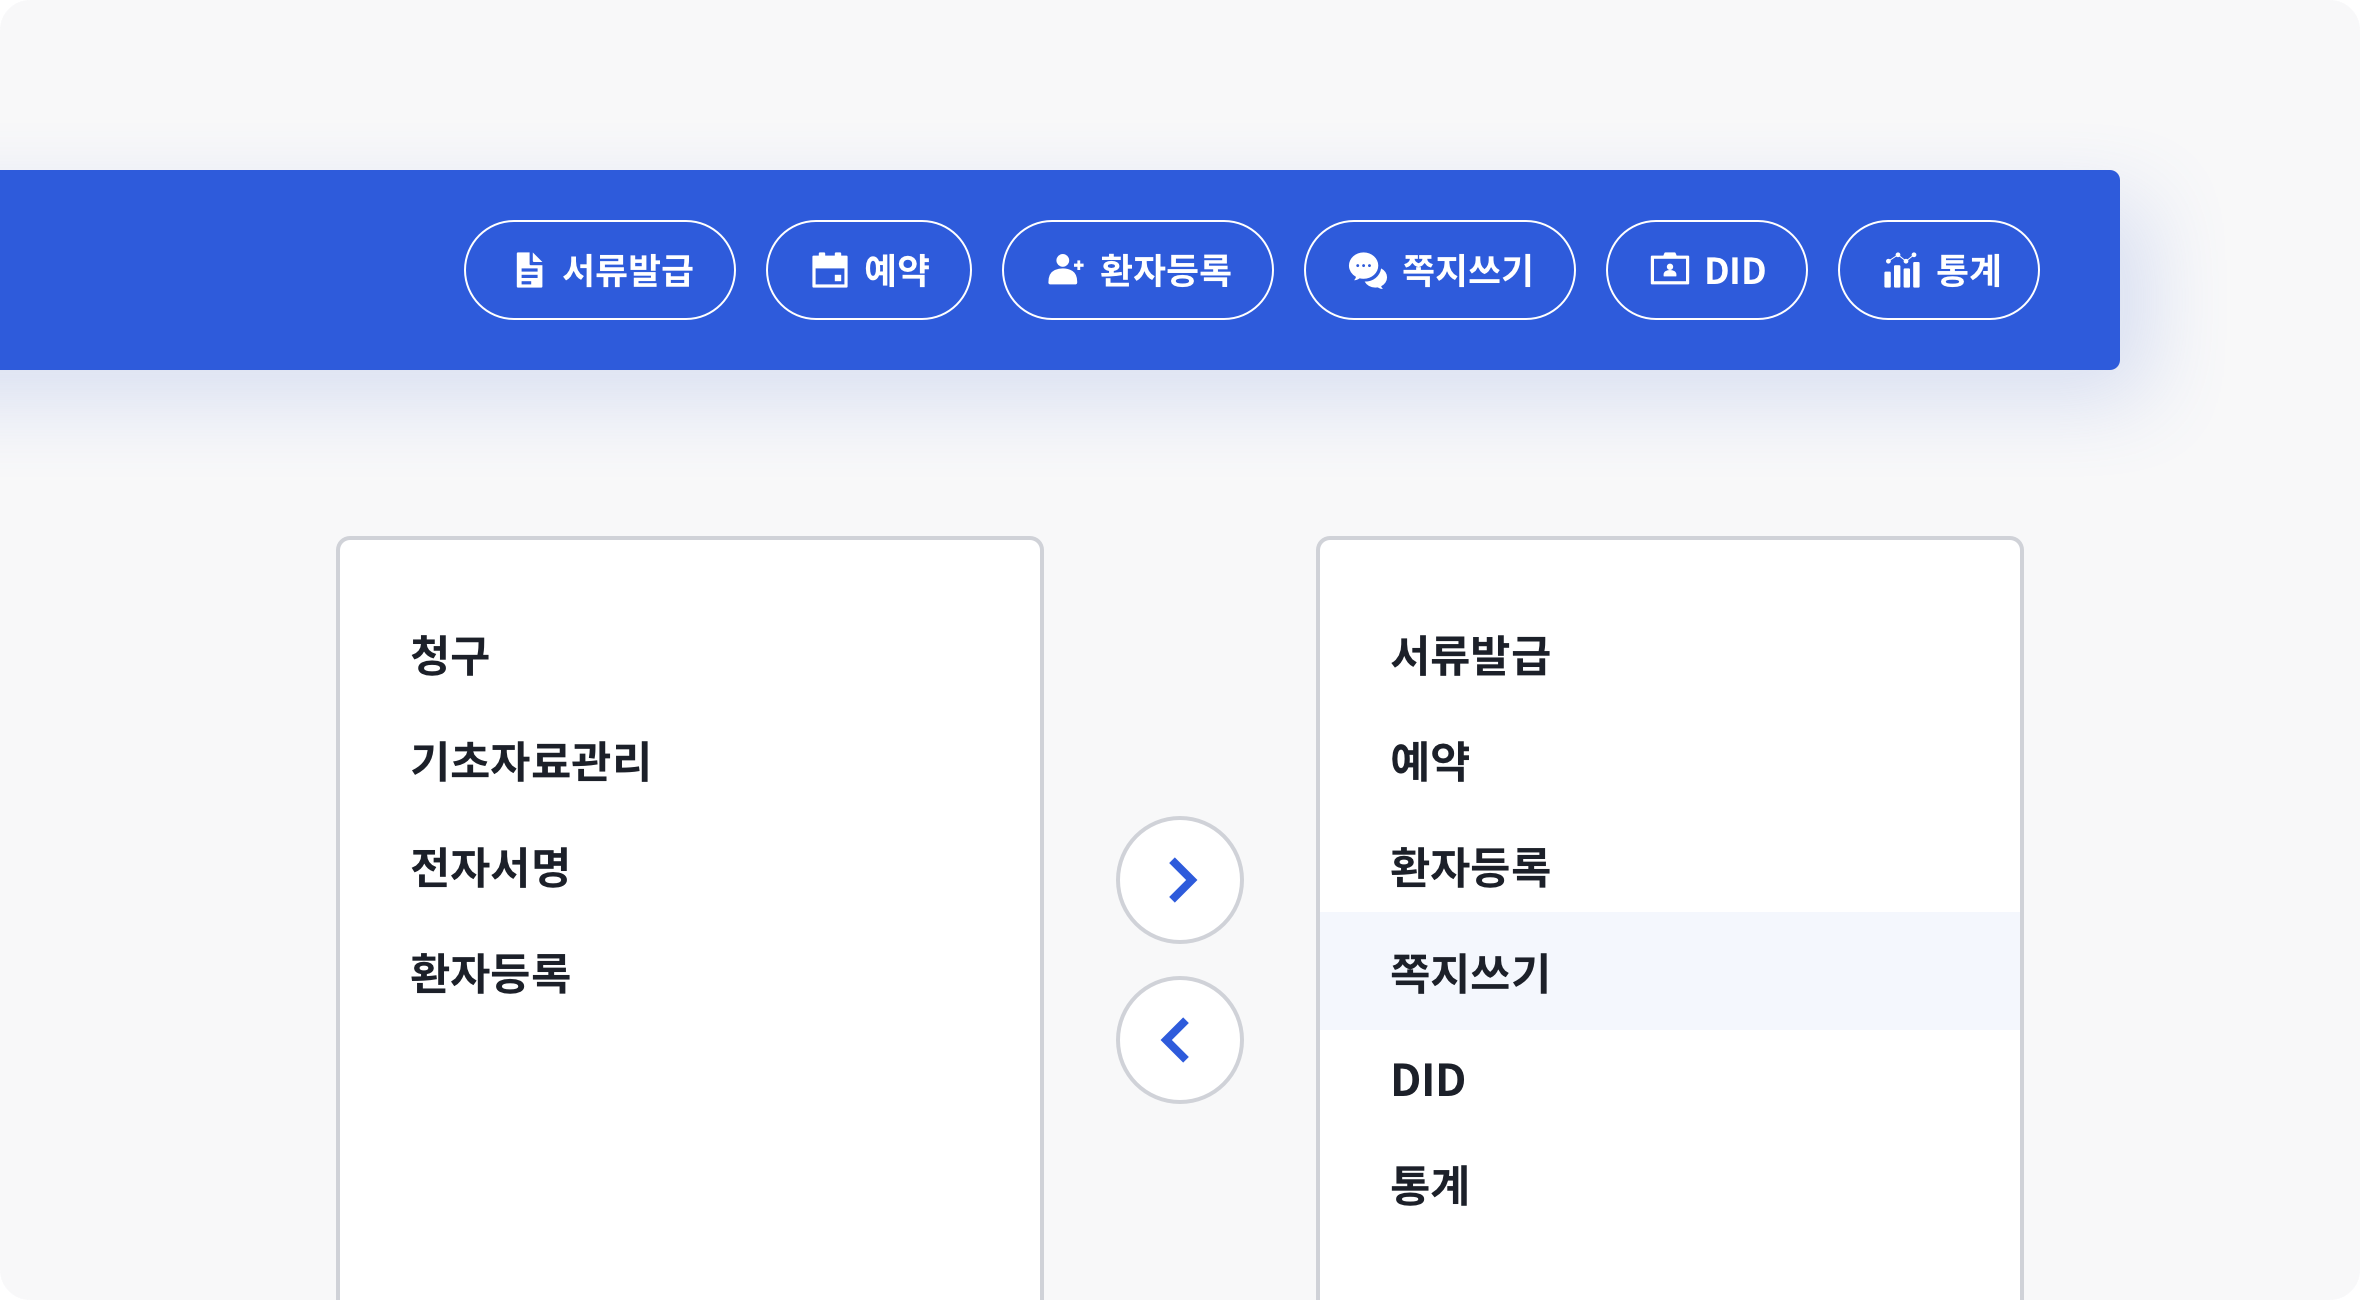 서류발급 예약 환자등록 쪽지쓰기 DID 통계
청구
기초자료관리
전자서명
환자등록
서류발급
예약
환자등록
쪽지쓰기
DID
통계